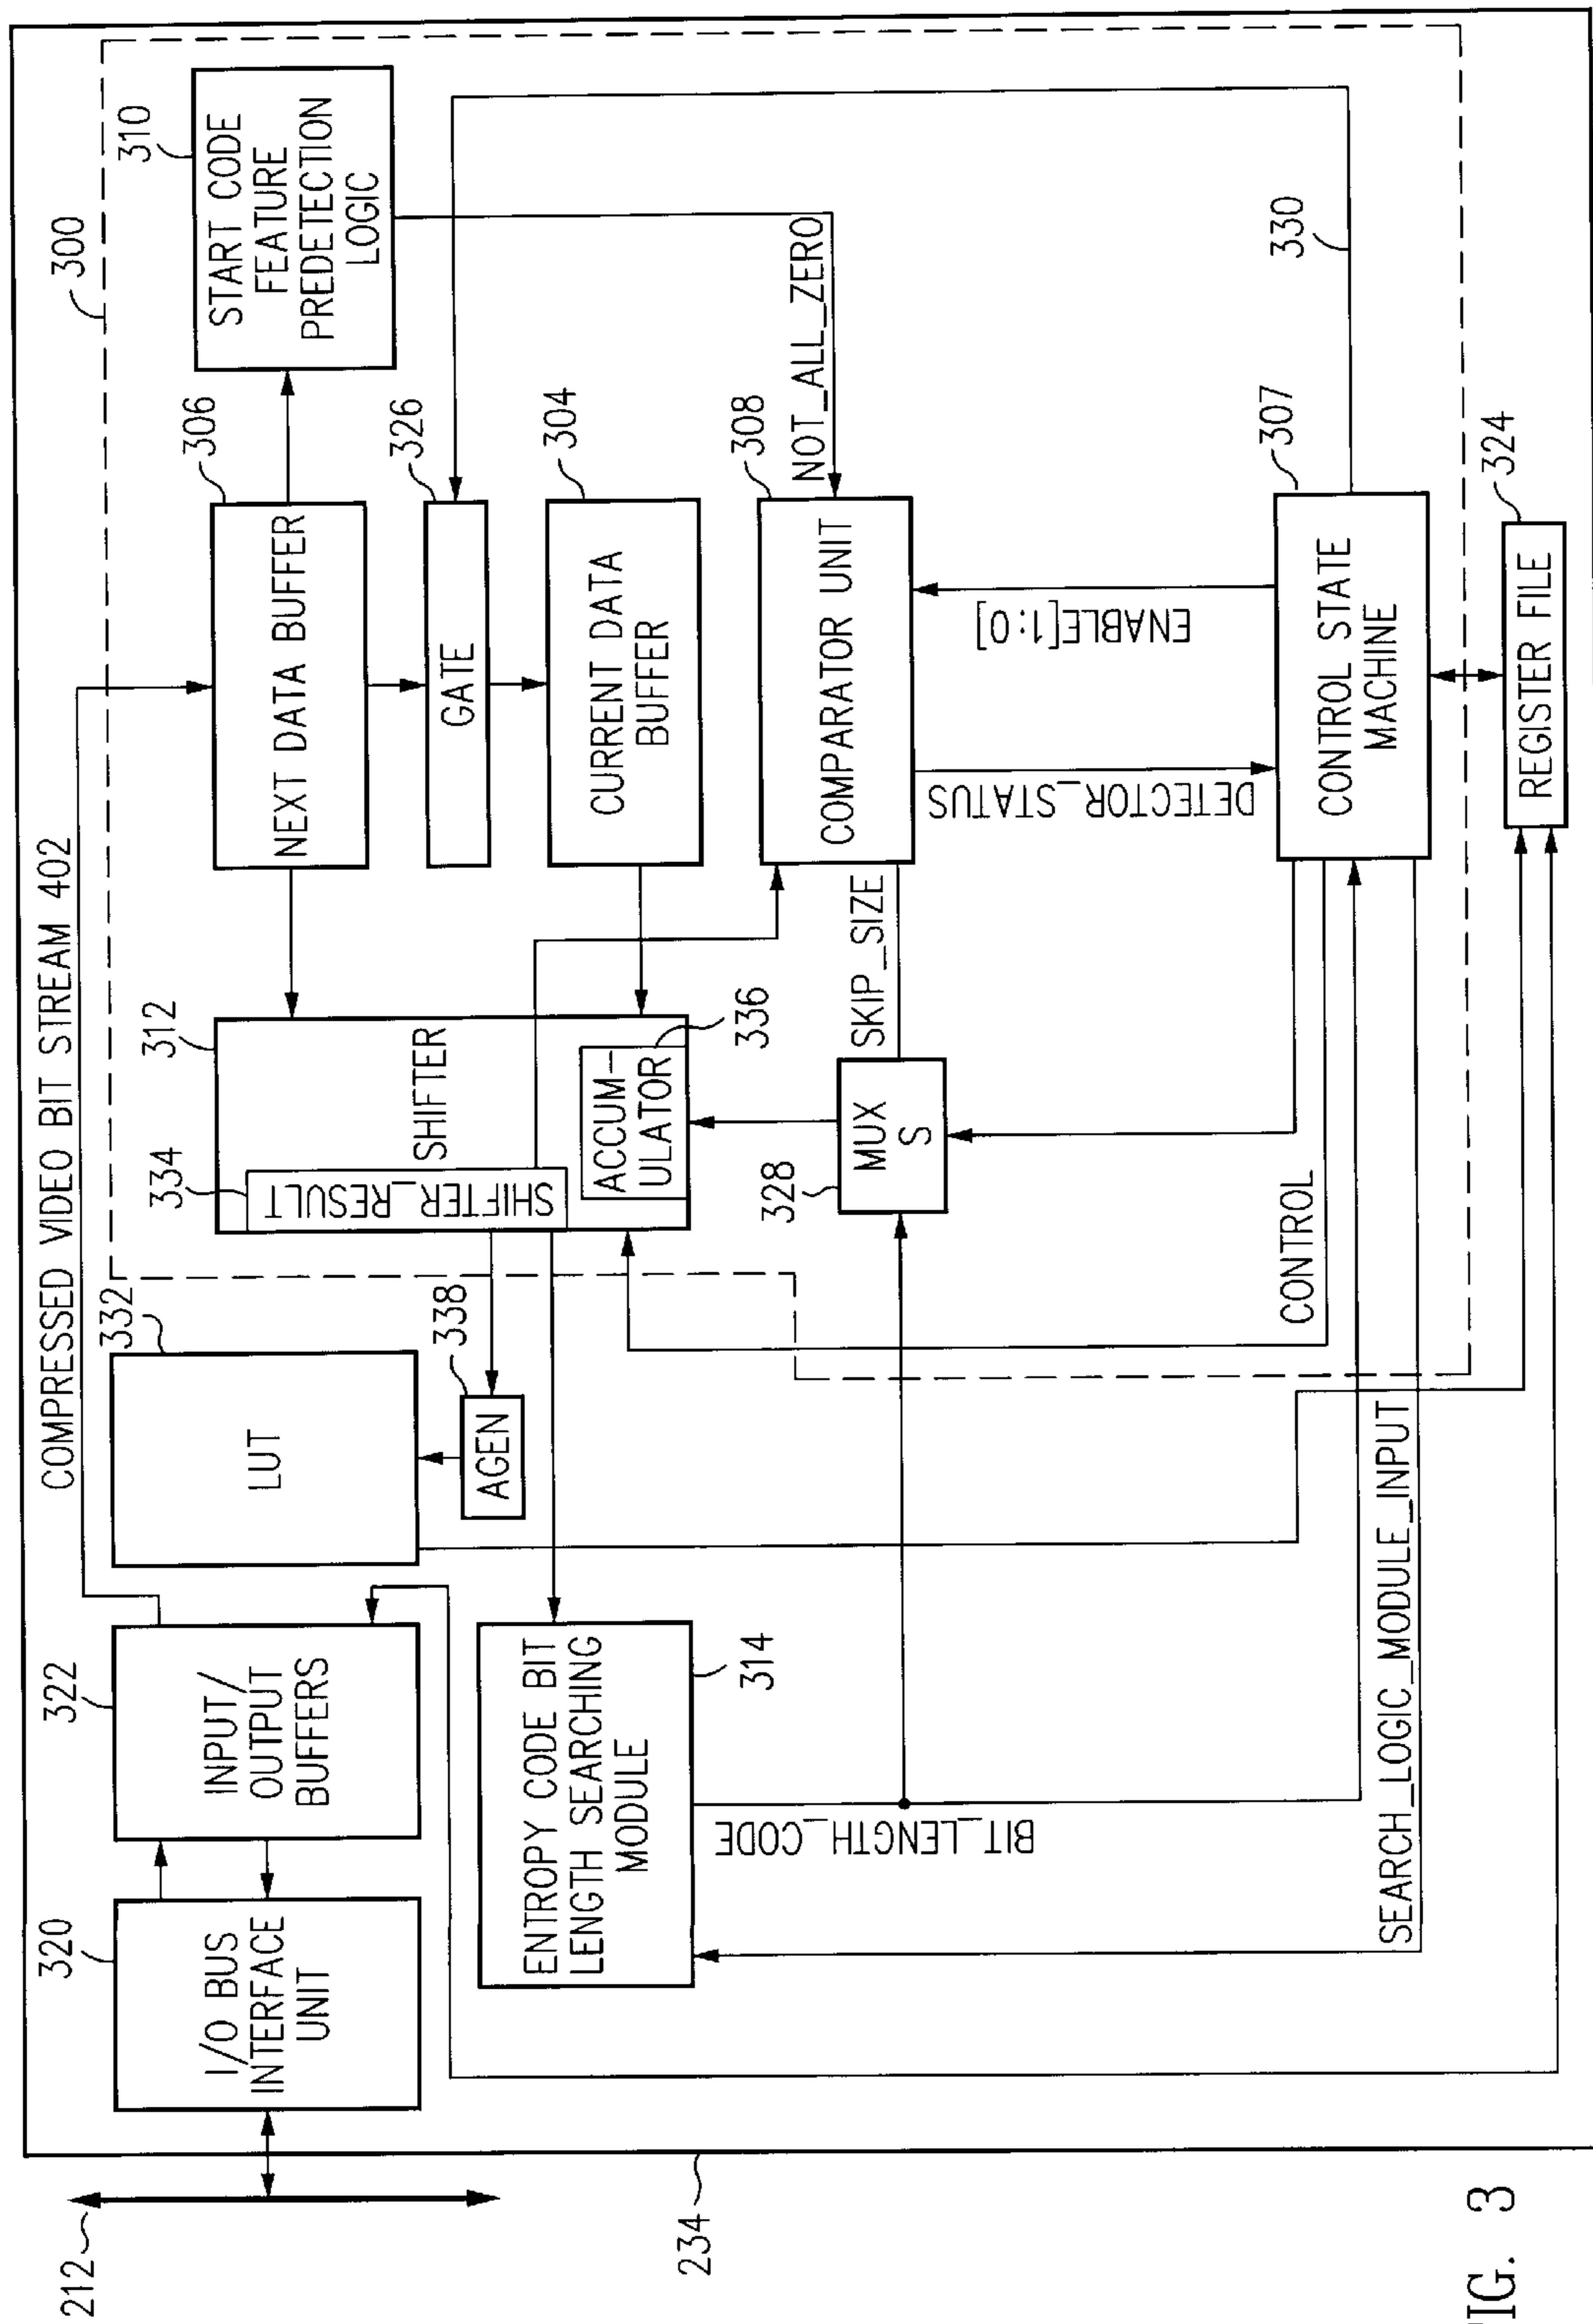 COMPRESSED VIDEO BIT STREAM 402
212
320
I/O BUS
INTERFACE
UNIT
322
INPUT/
OUTPUT
BUFFERS
332
LUT
338
AGEN
334
SHIFTER_RESULT
312
SHIFTER
336
ACCUM-
ULATOR
306
NEXT DATA BUFFER
300
310
START CODE
FEATURE
PREDETECTION
LOGIC
326
GATE
304
CURRENT DATA
BUFFER
ENTROPY CODE BIT
LENGTH SEARCHING
MODULE
314
BIT_LENGTH_CODE
328
MUX
S
SKIP_SIZE
308
COMPARATOR UNIT
NOT_ALL_ZERO
DETECTOR_STATUS
ENABLE[1:0]
CONTROL
307
CONTROL STATE
MACHINE
330
SEARCH_LOGIC_MODULE_INPUT
324
REGISTER FILE
234
IG. 3